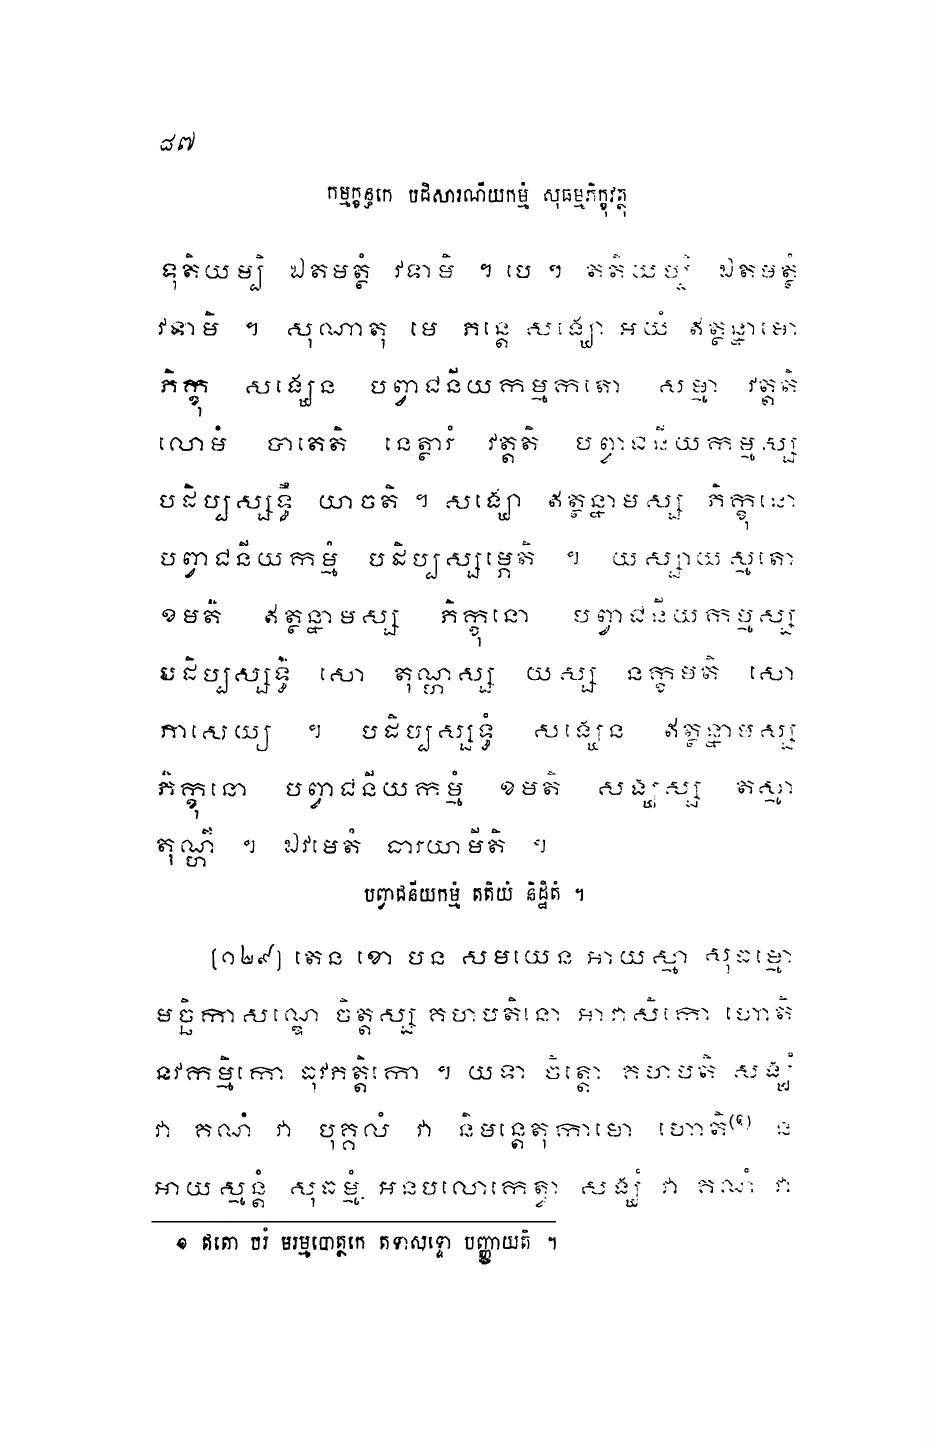 ៨៧
កម្មក្ខន្ធកេ បដិសារណីយកម្មំ សុធម្មភិក្ខុវត្ថុ
ទុតិយម្បិ ឯតមត្ថំ វទាមិ ។ បេ ។ តតិយម្បិ ឯតមត្ថំ
វទាមិ ។ សុណាតុ មេ ភន្តេ សង្ឃោ អយំ ឥត្ថន្នាមោ
ភិក្ខុ សង្ឃេន បញ្វាជនីយកម្មកតោ សម្មា វត្តតិ
លោមំ បាតេតិ នេត្ថារំ វត្តតិ បព្វាជនីយកម្មស្ស
បដិប្បស្សទ្ធឹ យាចតិ ។ សង្ឃោ ឥត្ថន្នាមស្ស ភិក្ខុនោ
បព្វាជនីយកម្មំ បដិប្បស្សម្ភេតិ ។ យស្សាយស្មតោ
ខមតិ ឥត្ថន្នាមស្ស ភិក្ខុនោ បព្វាជនីយកម្មស្ស
បដិប្បស្សទ្ធិ សោ តុណ្ហស្ស យស្ស នក្ខមតិ សោ
ភាសេយ្យ ។ បដិប្បស្សទ្ធំ សង្ឃេន ឥត្ថន្នាមស្ស
ភិក្ខុនោ បព្វាជនីយកម្មំ ខមតិ សង្ឃស្ស តស្មា
តុណ្ហី ។ ឯវមេតំ ធារយាមីតិ ។
បព្វាជនីយកម្មំ តតិយំ និដ្ឋិតំ ។
[១២៩] តេន ខោ បន សមយេន អាយស្មា សុធម្មោ
មច្ឆិកាសណ្ឌេ ចិត្តស្ស គហបតិនោ អាវាសិកោ ហោតិ
នវកម្មិកោ ធុវភត្តិកោ ។ យទា ចិត្តោ គហបតិ សង្ឃំ
វា គណំ វា បុគ្គលំ វា និមន្តេតុកាមោ ហោតិ(១) ន
អាយស្មន្តំ សុធម្មំ អនបលោកេត្វា សង្ឃំ វា គណំ វា
១ ឥតោ បរំ មរម្មបោត្ថកេ តទាសទ្ទោ បញ្ញាយតិ ។